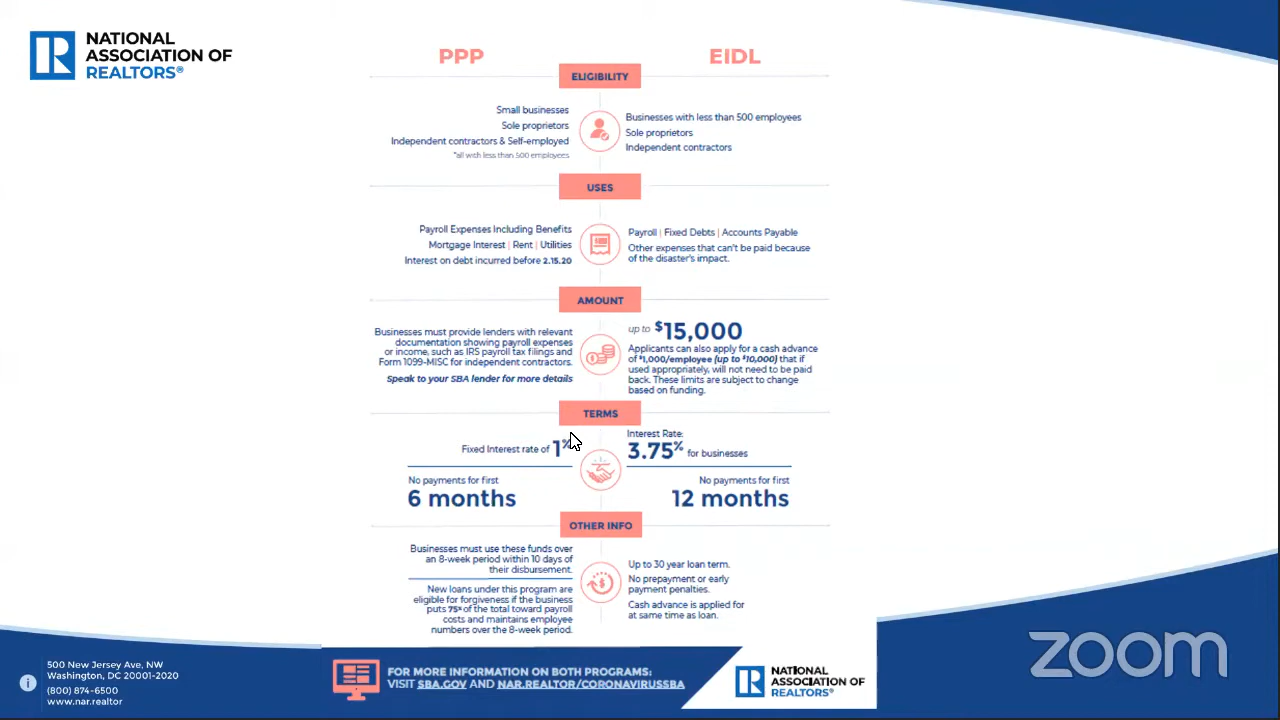 NATIONAL
ASSOCIATION OF
REALTORS®
PPP
EIDL
ELIGIBILITY
Small businesses
Sole proprietors
Independent contractors & Self-employed
*all with less than 500 employees
Businesses with less than 500 employees
Sole proprietors
Independent contractors
USES
Payroll Expenses Including Benefits
Mortgage Interest | Rent | Utilities
Interest on debt incurred before 2.15.20
Payroll | Fixed Debts | Accounts Payable
Other expenses that can't be paid because
of the disaster's impact.
AMOUNT
Businesses must provide lenders with relevant
documentation showing payroll expenses
or income, such as IRS payroll tax filings and
Form 1099-MISC for independent contractors.
Speak to your SBA lender for more details
up to $15,000
Applicants can also apply for a cash advance
of $1,000/employee (up to $10,000) that if
used appropriately, will not need to be paid
back. These limits are subject to change
based on funding.
TERMS
Fixed Interest rate of 1%
No payments for first
6 months
Interest Rate:
3.75% for businesses
No payments for first
12 months
OTHER INFO
Businesses must use these funds over
an 8-week period within 10 days of
their disbursement.
New loans under this program are
eligible for forgiveness if the business
puts 75% of the total toward payroll
costs and maintains employee
numbers over the 8-week period.
Up to 30 year loan term.
No prepayment or early
payment penalties.
Cash advance is applied for
at same time as loan.
500 New Jersey Ave, NW
Washington, DC 20001-2020
(800) 874-6500
www.nar.realtor
FOR MORE INFORMATION ON BOTH PROGRAMS:
VISIT SBA.GOV AND NAR.REALTOR/CORONAVIRUSSBA
NATIONAL
ASSOCIATION OF
REALTORS®
zoom